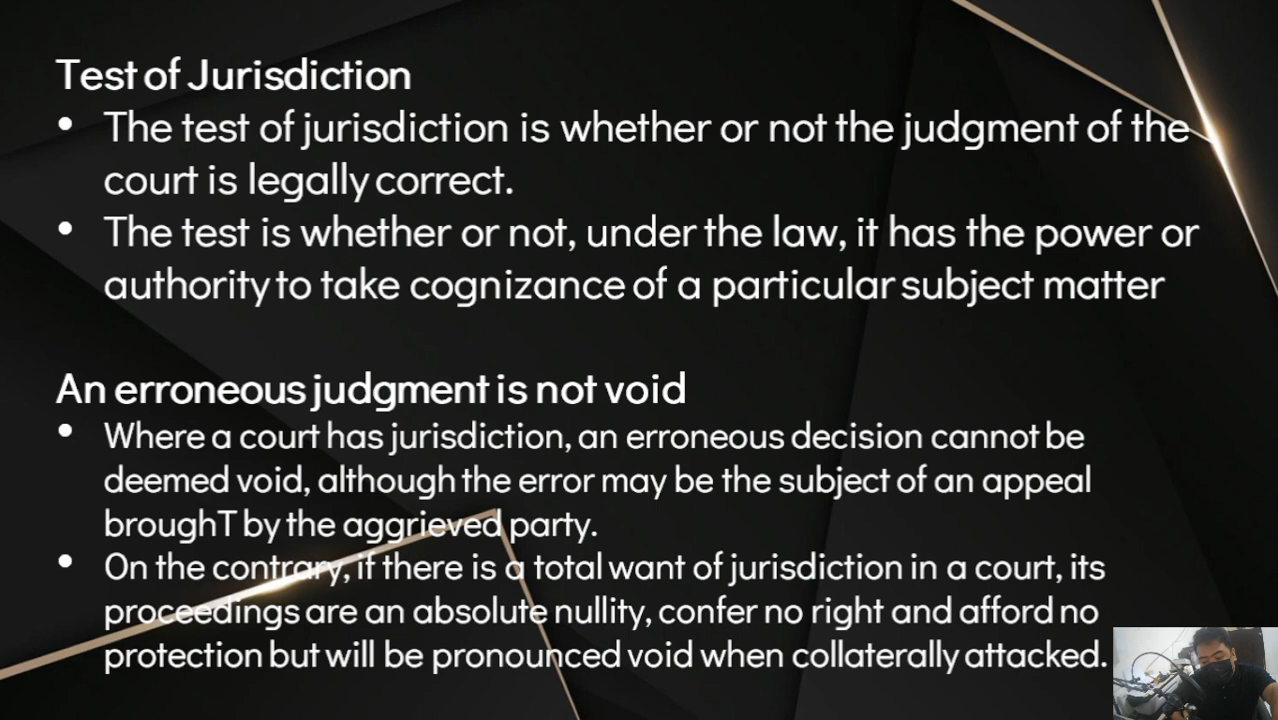 Test of Jurisdiction
• The test of jurisdiction is whether or not the judgment of the
court is legally correct.
• The test is whether or not, under the law, it has the power or
authority to take cognizance of a particular subject matter
An erroneous judgment is not void
• Where a court has jurisdiction, an erroneous decision cannot be
deemed void, although the error may be the subject of an appeal
broughT by the aggrieved party.
• On the contrary, if there is a total want of jurisdiction in a court, its
proceedings are an absolute nullity, confer no right and afford no
protection but will be pronounced void when collaterally attacked.